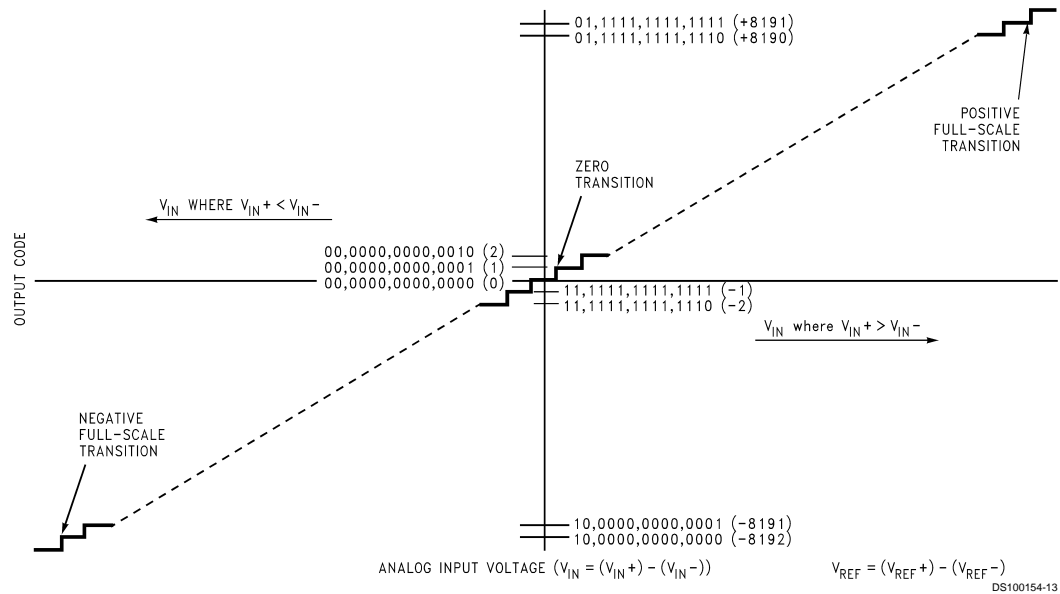 01,1111,1111,1111 (+8191)
01,1111,1111,1110 (+8190)
POSITIVE
FULL-SCALE
TRANSITION
ZERO
TRANSITION
V_IN WHERE V_IN+ < V_IN-
OUTPUT CODE
00,0000,0000,0010 (2)
00,0000,0000,0001 (1)
00,0000,0000,0000 (0)
11,1111,1111,1111 (-1)
11,1111,1111,1110 (-2)
V_IN where V_IN+ > V_IN-
NEGATIVE
FULL-SCALE
TRANSITION
10,0000,0000,0001 (-8191)
10,0000,0000,0000 (-8192)
ANALOG INPUT VOLTAGE (V_IN = (V_IN+) - (V_IN-))
V_REF = (V_REF+) - (V_REF-)
DS100154-13